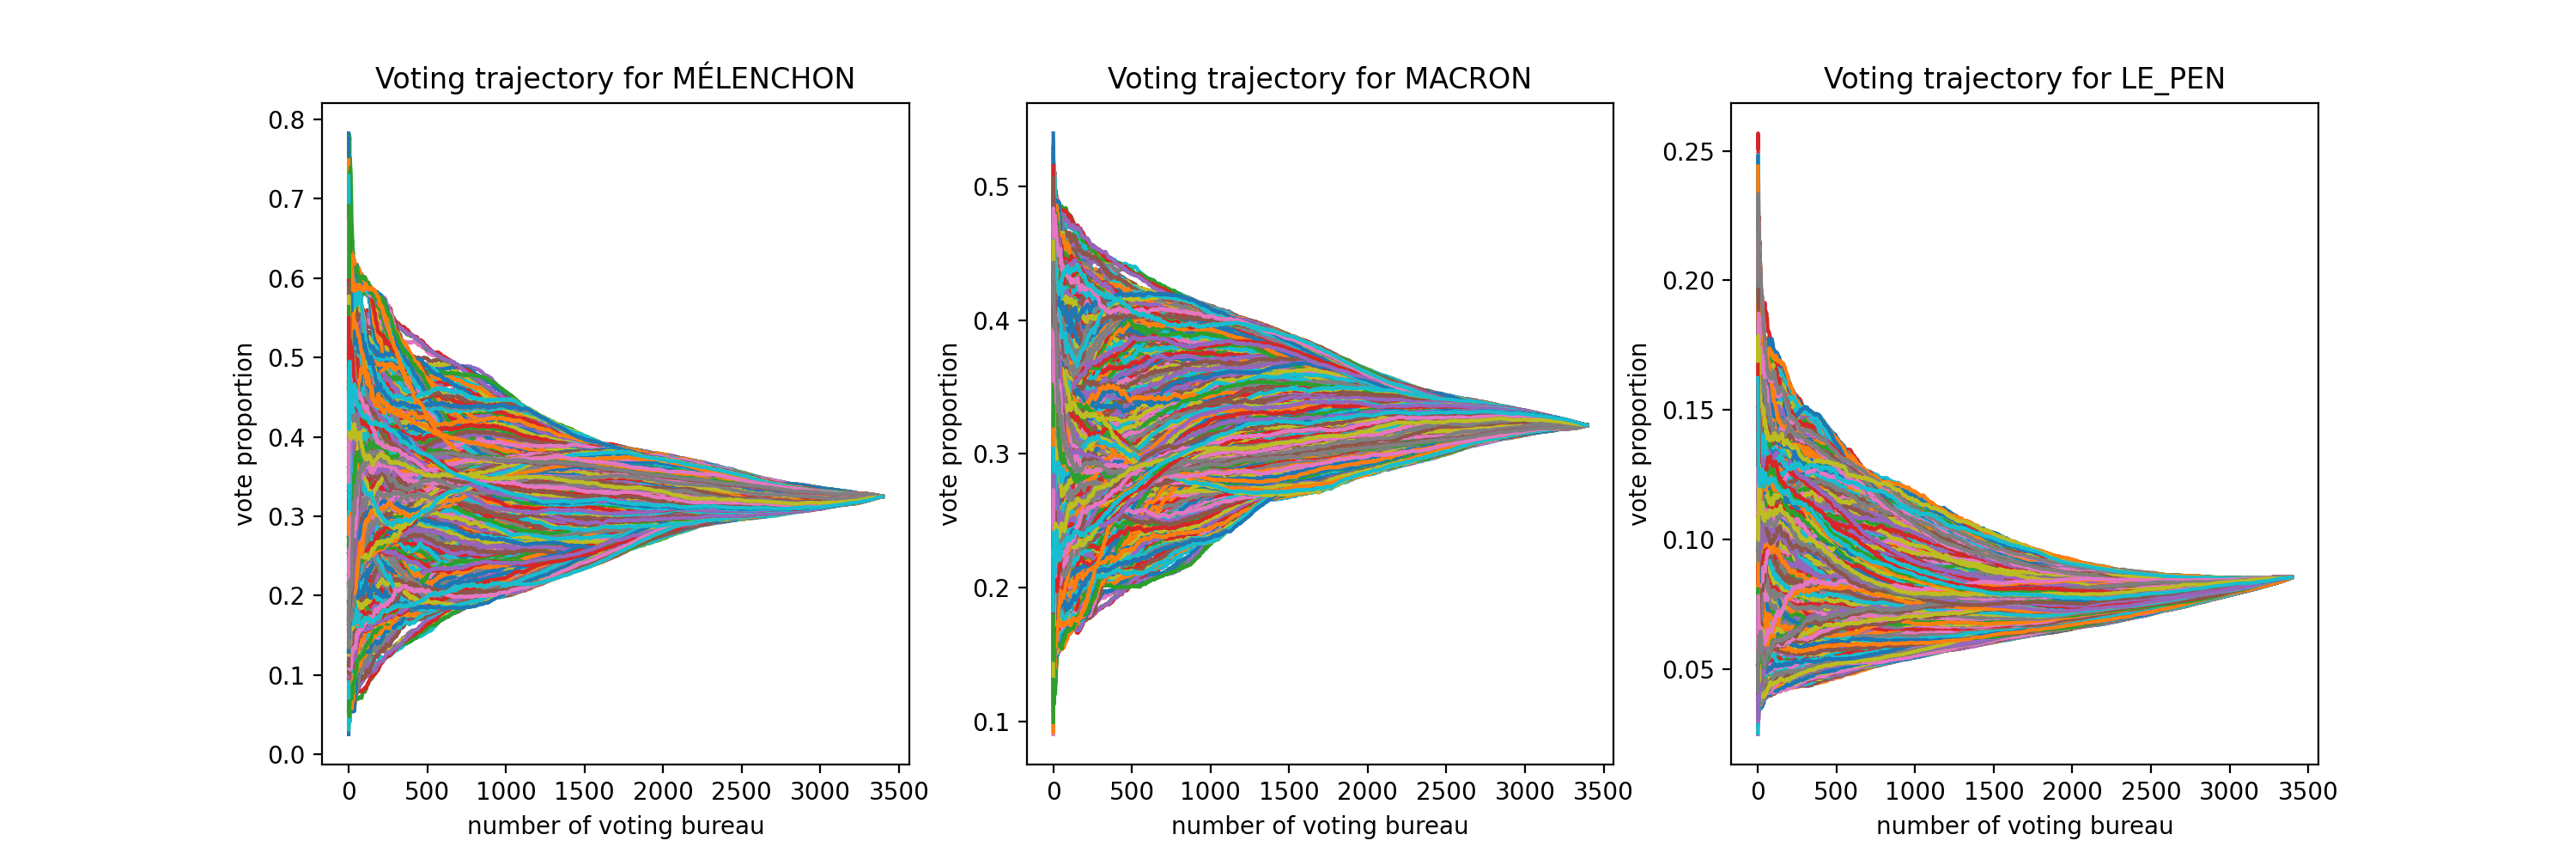 Voting trajectory for MÉLENCHON
vote proportion
0.8
0.7
0.6
0.5
0.4
0.3
0.2
0.1
0.0
0 500 1000 1500 2000 2500 3000 3500
number of voting bureau
Voting trajectory for MACRON
vote proportion
0.5
0.4
0.3
0.2
0.1
0 500 1000 1500 2000 2500 3000 3500
number of voting bureau
Voting trajectory for LE_PEN
vote proportion
0.25
0.20
0.15
0.10
0.05
0 500 1000 1500 2000 2500 3000 3500
number of voting bureau